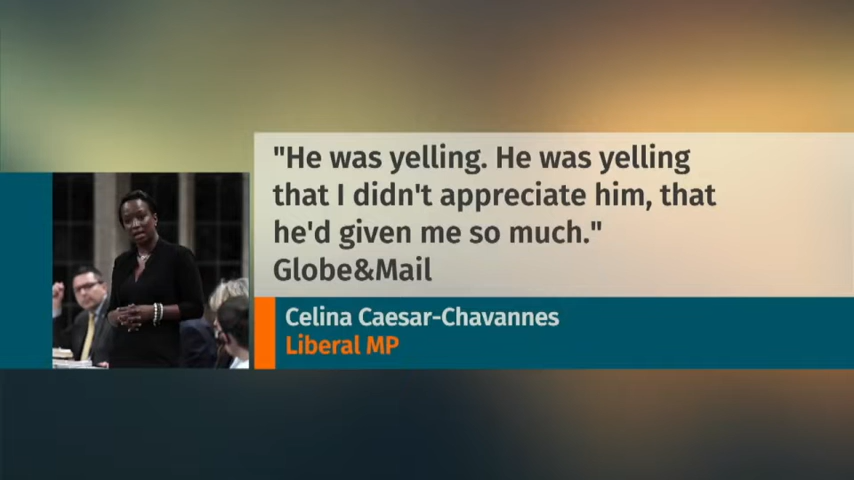 "He was yelling. He was yelling
that I didn't appreciate him, that
he'd given me so much."
Globe&Mail
Celina Caesar-Chavannes
Liberal MP